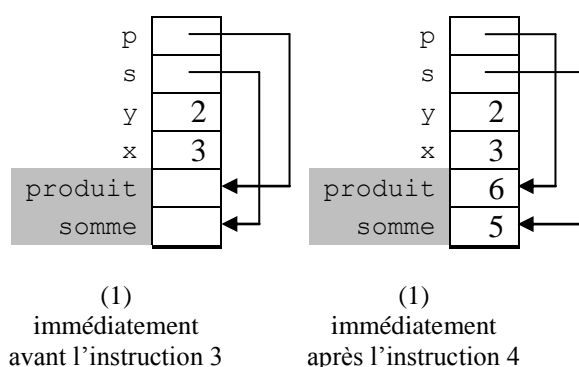 p p
s s
y 2 y 2
x 3 x 3
produit produit 6
somme somme 5
(1) (1)
immédiatement immédiatement
avant l’instruction 3 après l’instruction 4